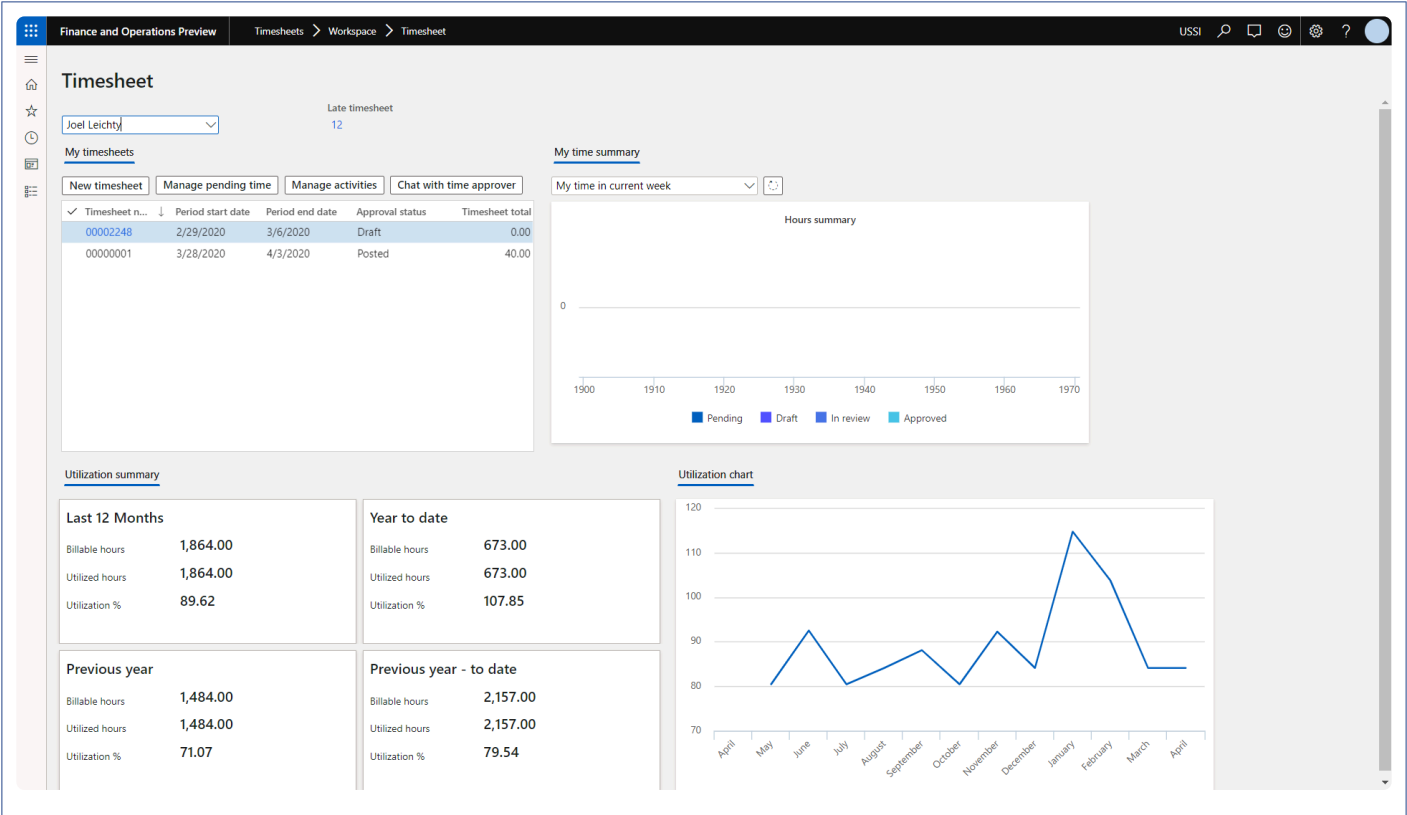 Finance and Operations Preview Timesheets Workspace Timesheet USSI ?
Timesheet
Late timesheet
Joel Leichty 12
My timesheets My time summary
New timesheet Manage pending time Manage activities Chat with time approver My time in current week
Timesheet n... Period start date Period end date Approval status Timesheet total
00002248 2/29/2020 3/6/2020 Draft 0.00
00000001 3/28/2020 4/3/2020 Posted 40.00
Hours summary
0
1900 1910 1920 1930 1940 1950 1960 1970
Pending Draft In review Approved
Utilization summary Utilization chart
Last 12 Months
Billable hours 1,864.00
Utilized hours 1,864.00
Utilization % 89.62
Year to date
Billable hours 673.00
Utilized hours 673.00
Utilization % 107.85
Previous year
Billable hours 1,484.00
Utilized hours 1,484.00
Utilization % 71.07
Previous year - to date
Billable hours 2,157.00
Utilized hours 2,157.00
Utilization % 79.54
120
110
100
90
80
70
April May June July August September October November December January February March April